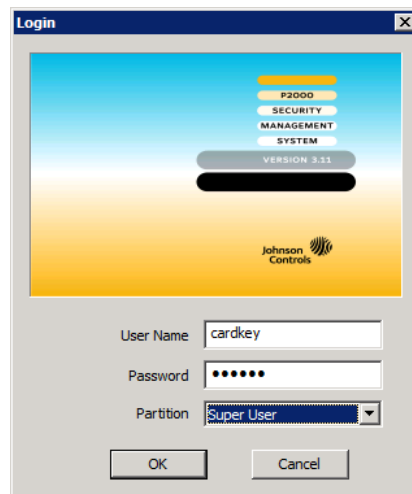 Login
P2000
SECURITY
MANAGEMENT
SYSTEM
VERSION 3.11
Johnson
Controls
User Name cardkey
Password ••••••
Partition Super User
OK Cancel